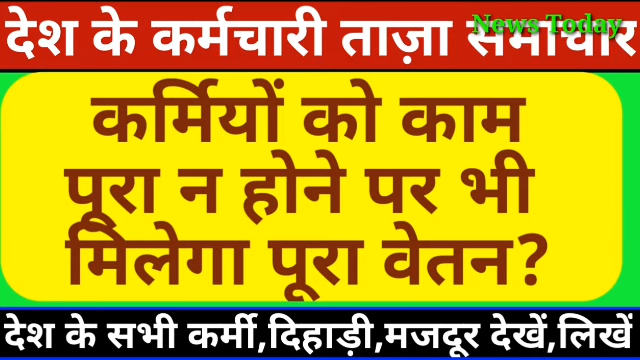 देश के कर्मचारी ताज़ा समाचार
News Today
कर्मियों को काम
पूरा न होने पर भी
मिलेगा पूरा वेतन?
देश के सभी कर्मी,दिहाड़ी,मजदूर देखें,लिखें